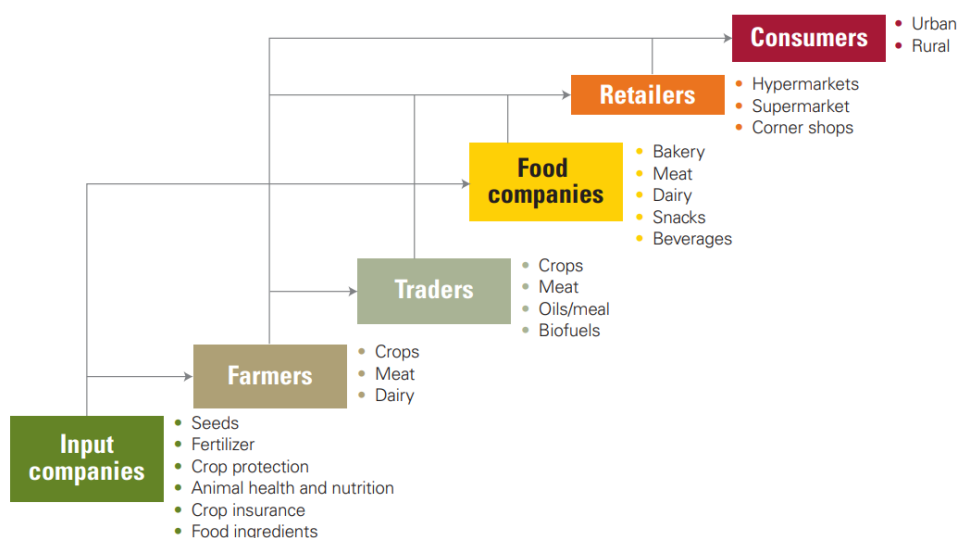 Consumers
• Urban
• Rural
Retailers
• Hypermarkets
• Supermarket
• Corner shops
Food
companies
• Bakery
• Meat
• Dairy
• Snacks
• Beverages
Traders
• Crops
• Meat
• Oils/meal
• Biofuels
Farmers
• Crops
• Meat
• Dairy
Input
companies
• Seeds
• Fertilizer
• Crop protection
• Animal health and nutrition
• Crop insurance
• Food ingredients